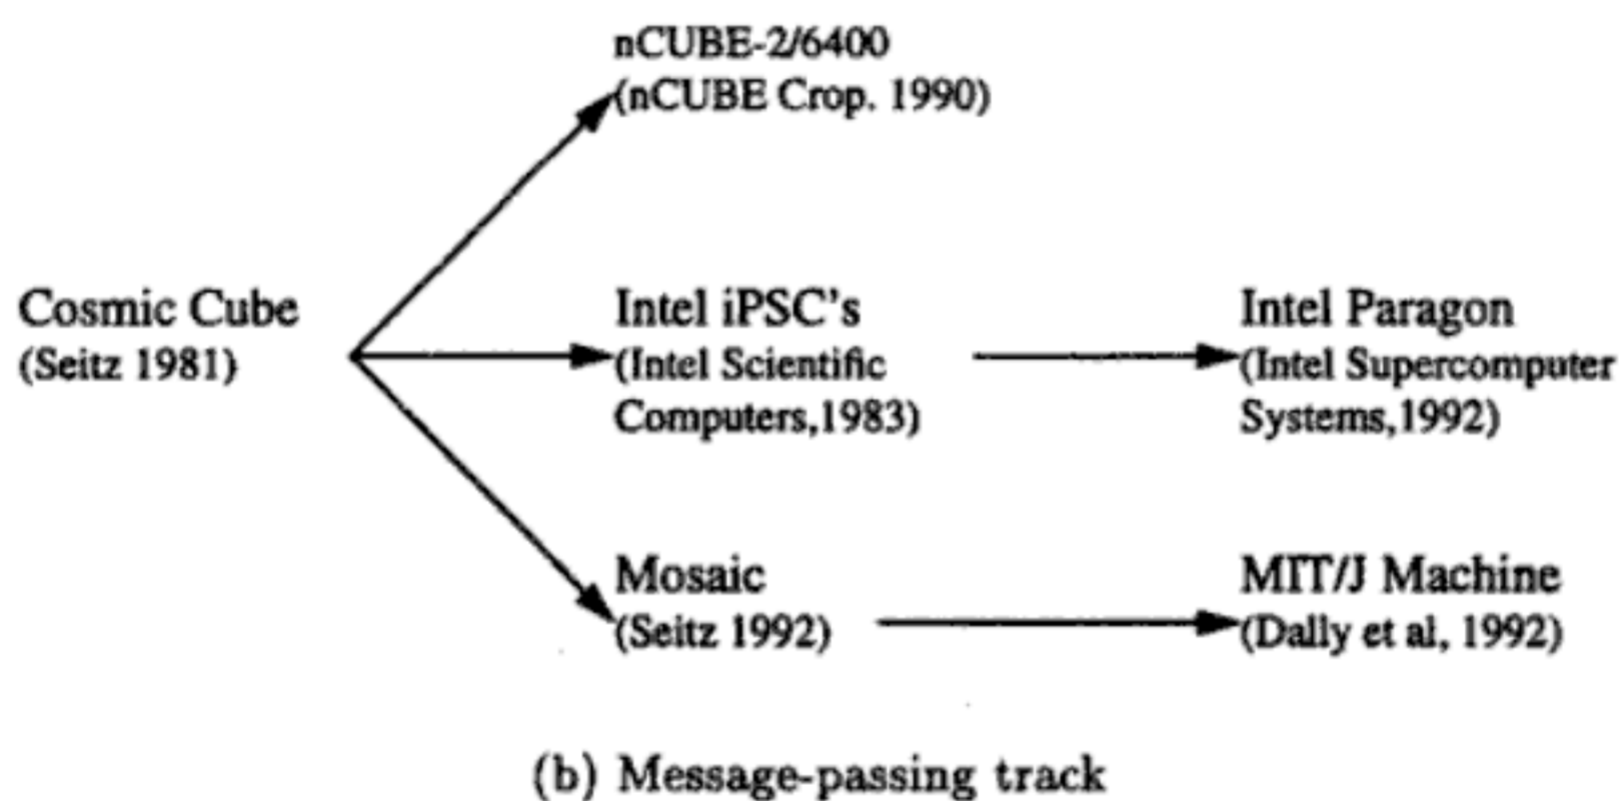 nCUBE-2/6400
(nCUBE Crop. 1990)
Cosmic Cube
(Seitz 1981)
Intel iPSC's
(Intel Scientific
Computers,1983)
Intel Paragon
(Intel Supercomputer
Systems,1992)
Mosaic
(Seitz 1992)
MIT/J Machine
(Dally et al, 1992)
(b) Message-passing track